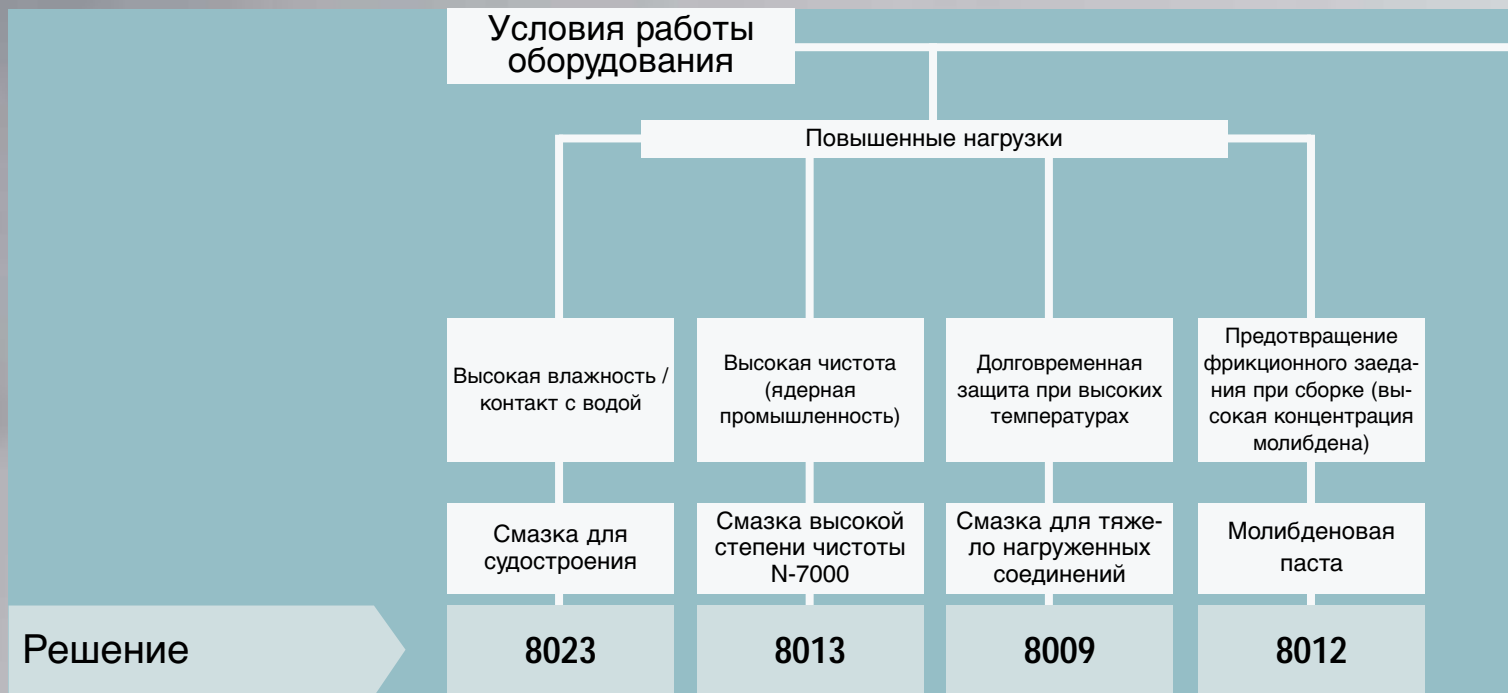 Условия работы
оборудования
Повышенные нагрузки
Высокая влажность /
контакт с водой
Высокая чистота
(ядерная
промышленность)
Долговременная
защита при высоких
температурах
Предотвращение
фрикционного заеда-
ния при сборке (вы-
сокая концентрация
молибдена)
Смазка для
судостроения
Смазка высокой
степени чистоты
N-7000
Смазка для тяже-
ло нагруженных
соединений
Молибденовая
паста
Решение
8023
8013
8009
8012